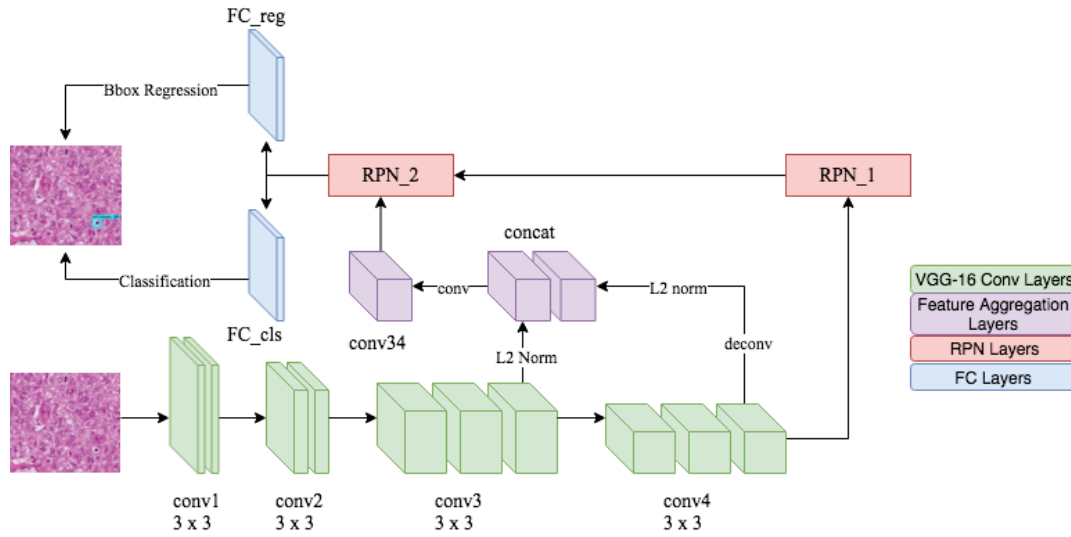 FC_reg
Bbox Regression
RPN_2
RPN_1
concat
Classification
conv
L2 norm
FC_cls
conv34
L2 Norm
deconv
VGG-16 Conv Layers
Feature Aggregation
Layers
RPN Layers
FC Layers
conv1
3 x 3
conv2
3 x 3
conv3
3 x 3
conv4
3 x 3